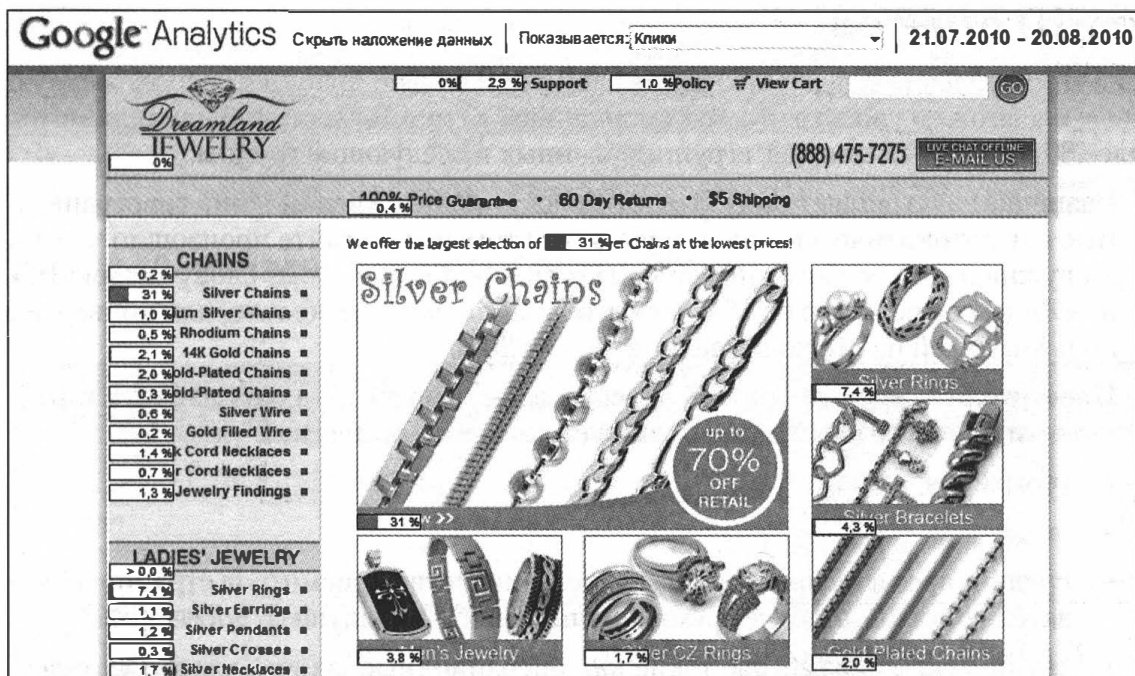 Google Analytics Скрыть наложение данных Показывается: Клики 21.07.2010 - 20.08.2010
0% 2,9 % Support 1,0 % Policy View Cart GO
Dreamland
JEWELRY
0%
(888) 475-7275 LIVE CHAT OFFLINE
E-MAIL US
100% Price Guarantee • 60 Day Returns • $5 Shipping
0,4 %
We offer the largest selection of 31 % er Chains at the lowest prices!
CHAINS
0,2 %
31 % Silver Chains
1,0 % ium Silver Chains
0,5 % k Rhodium Chains
2,1 % 14K Gold Chains
2,0 % old-Plated Chains
0,3 % old-Plated Chains
0,6 % Silver Wire
0,2 % Gold Filled Wire
1,4 % k Cord Necklaces
0,7 % r Cord Necklaces
1,3 % Jewelry Findings
LADIES' JEWELRY
> 0,0 %
7,4 % Silver Rings
1,1 % Silver Earrings
1,2 % Silver Pendants
0,3 % Silver Crosses
1,7 % Silver Necklaces
Silver Chains
up to
70%
OFF
RETAIL
31 % w >>
Silver Rings
7,4 %
Silver Bracelets
4,3 %
Men's Jewelry
3,8 %
er CZ Rings
1,7 %
Gold Plated Chains
2,0 %